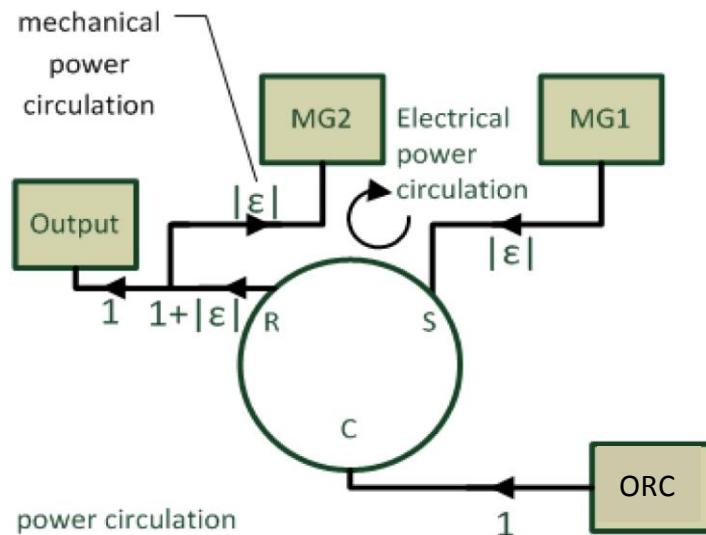 mechanical
power
circulation
MG2
Electrical
power
circulation
MG1
|ε|
Output
|ε|
1
1+|ε|
R
S
C
ORC
1
power circulation